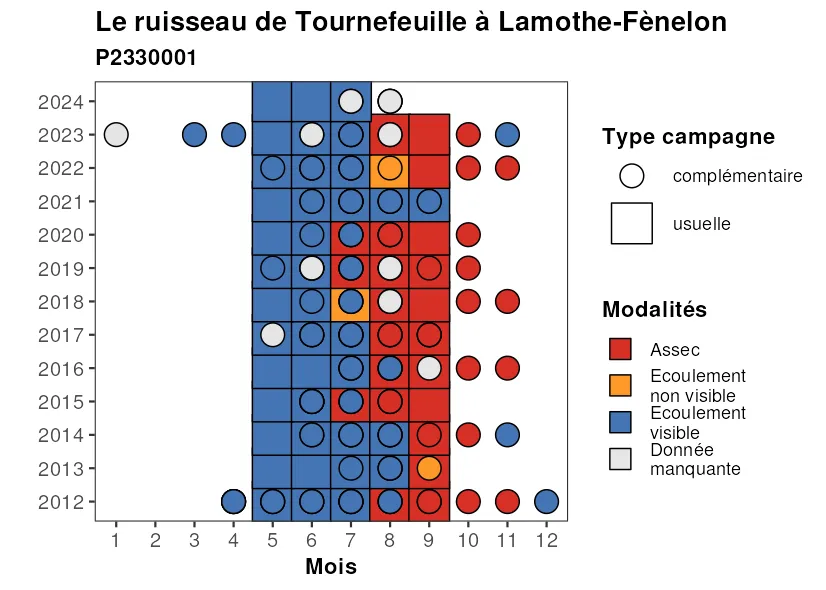 Le ruisseau de Tournefeuille à Lamothe-Fènelon
P2330001
2024
2023
2022
2021
2020
2019
2018
2017
2016
2015
2014
2013
2012
1 2 3 4 5 6 7 8 9 10 11 12
Mois
Type campagne
complémentaire
usuelle
Modalités
Assec
Ecoulement
non visible
Ecoulement
visible
Donnée
manquante